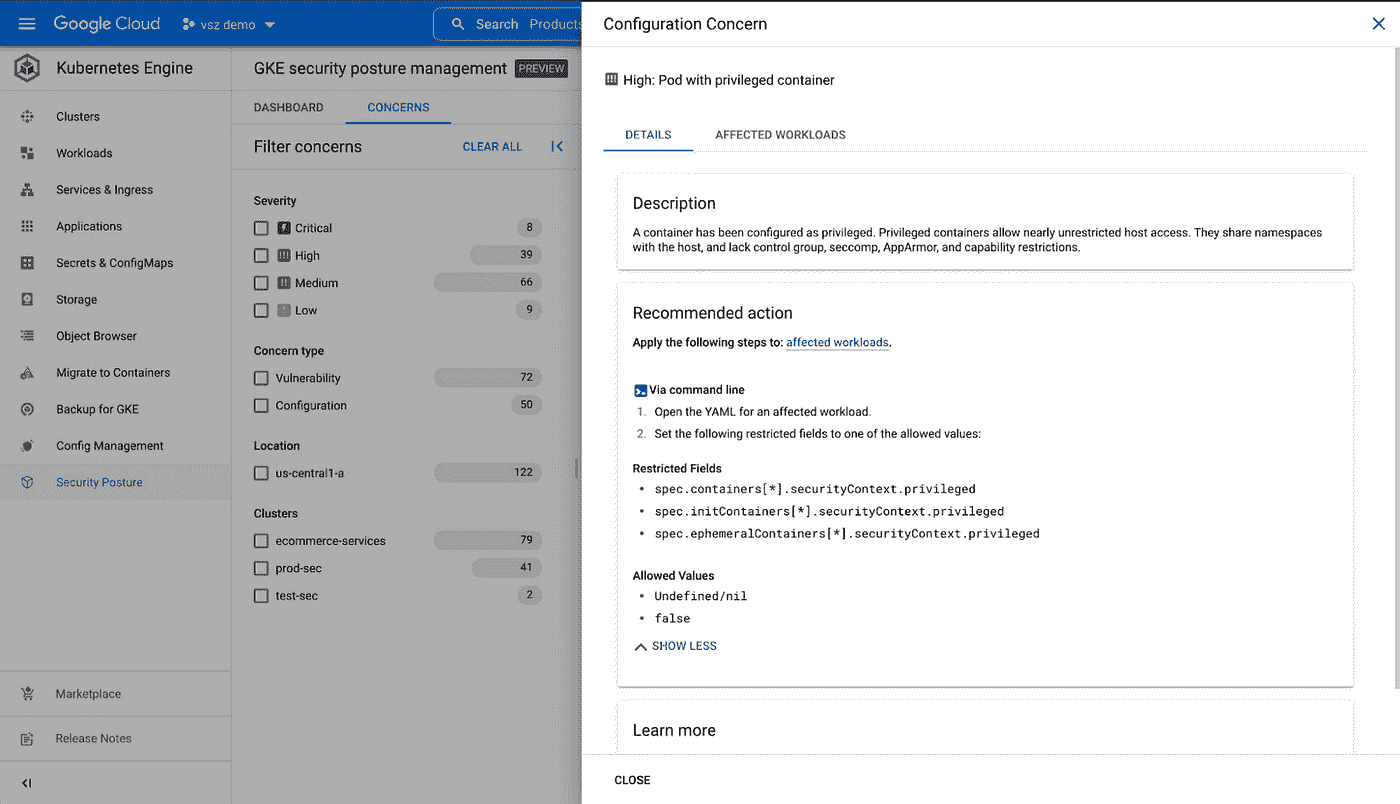 Google Cloud
vsz demo
Search Products
Kubernetes Engine
Clusters
Workloads
Services & Ingress
Applications
Secrets & ConfigMaps
Storage
Object Browser
Migrate to Containers
Backup for GKE
Config Management
Security Posture
Marketplace
Release Notes
GKE security posture management PREVIEW
DASHBOARD CONCERNS
Filter concerns CLEAR ALL
Severity
Critical 8
High 39
Medium 66
Low 9
Concern type
Vulnerability 72
Configuration 50
Location
us-central1-a 122
Clusters
ecommerce-services 79
prod-sec 41
test-sec 2
Configuration Concern
High: Pod with privileged container
DETAILS AFFECTED WORKLOADS
Description
A container has been configured as privileged. Privileged containers allow nearly unrestricted host access. They share namespaces
with the host, and lack control group, seccomp, AppArmor, and capability restrictions.
Recommended action
Apply the following steps to: affected workloads.
Via command line
1. Open the YAML for an affected workload.
2. Set the following restricted fields to one of the allowed values:
Restricted Fields
• spec.containers[*].securityContext.privileged
• spec.initContainers[*].securityContext.privileged
• spec.ephemeralContainers[*].securityContext.privileged
Allowed Values
• Undefined/nil
• false
SHOW LESS
Learn more
CLOSE